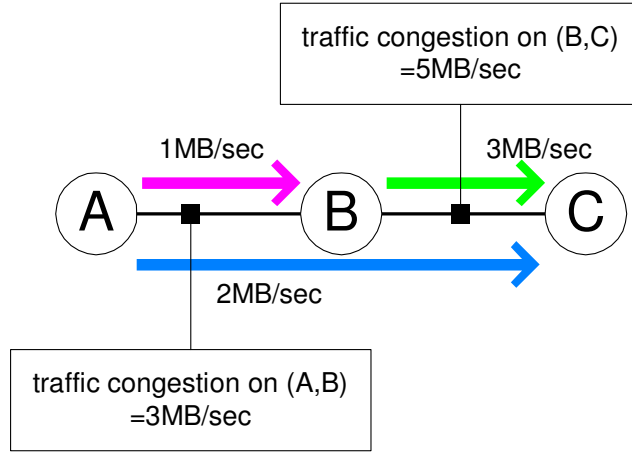 traffic congestion on (B,C)
=5MB/sec
1MB/sec
3MB/sec
A
B
C
2MB/sec
traffic congestion on (A,B)
=3MB/sec